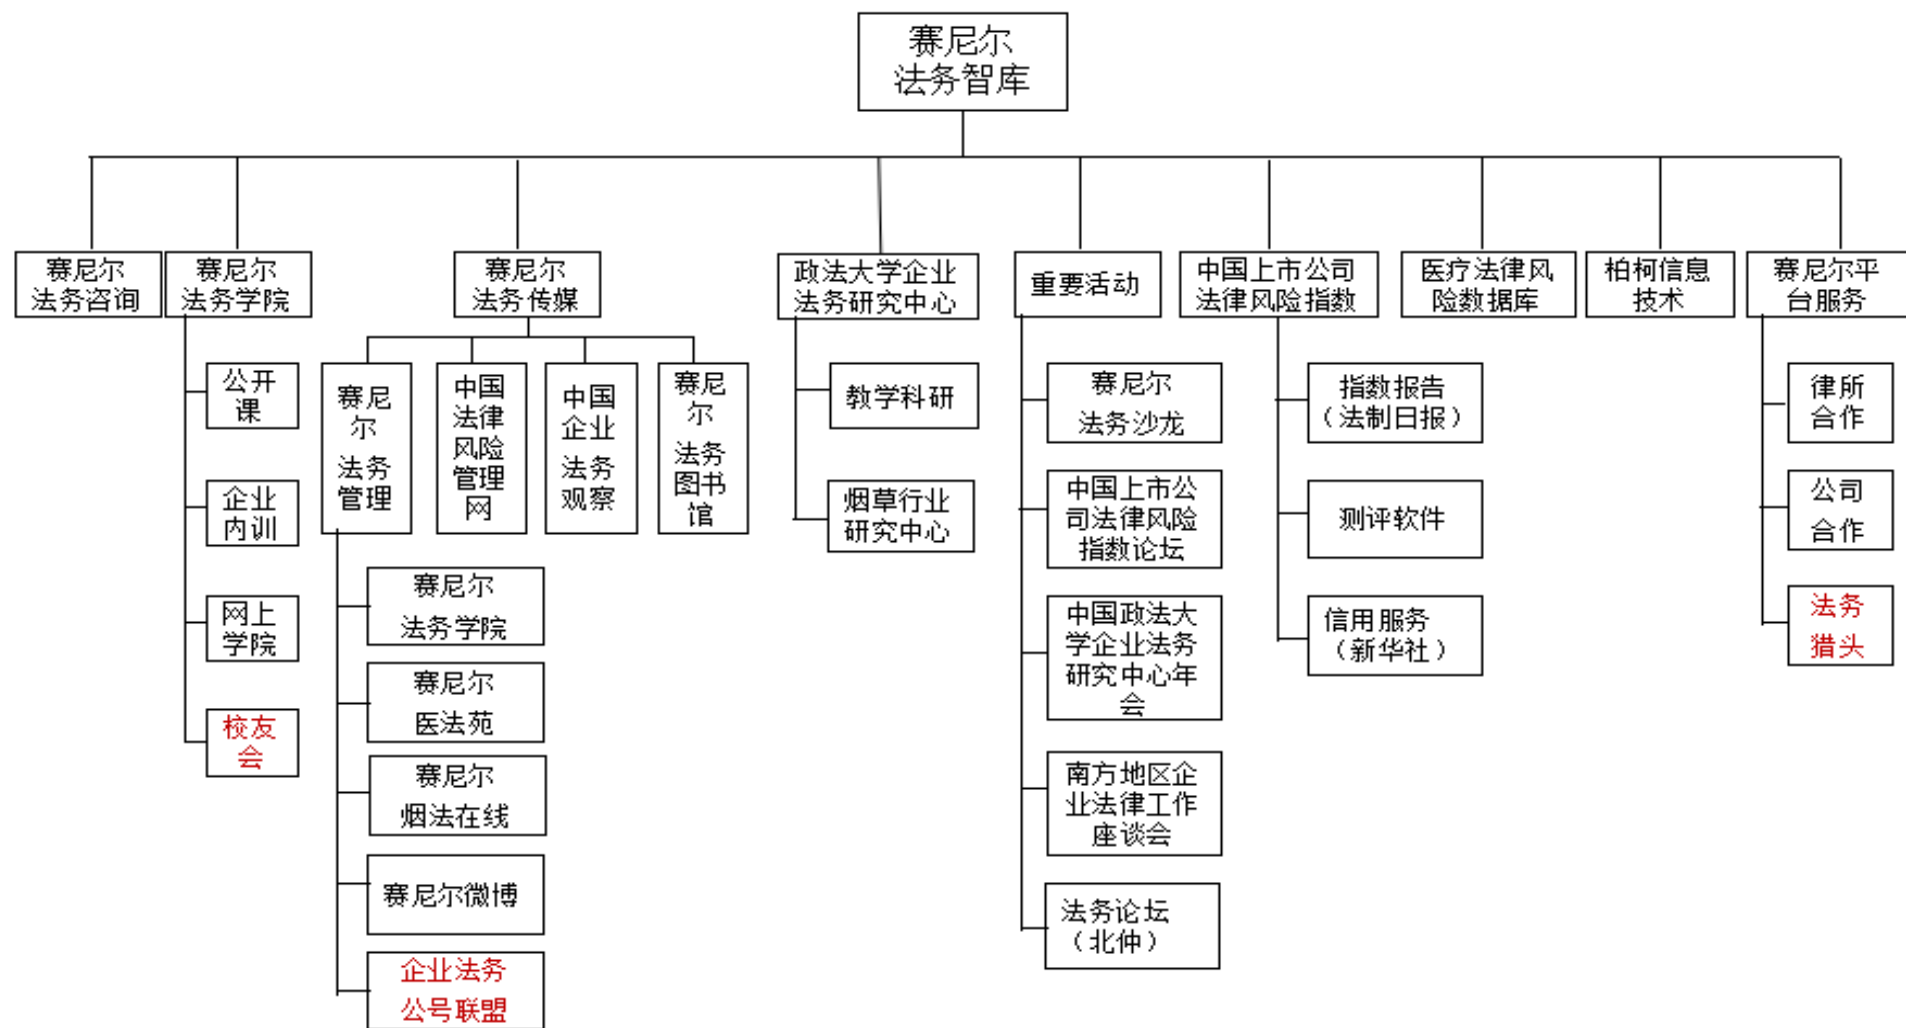 赛尼尔
法务智库
赛尼尔
法务咨询
赛尼尔
法务学院
赛尼尔
法务传媒
政法大学企业
法务研究中心
重要活动
中国上市公司
法律风险指数
医疗法律风
险数据库
柏柯信息
技术
赛尼尔平
台服务
公开
课
企业
内训
网上
学院
校友
会
赛尼
尔
法务
管理
中国
法律
风险
管理
网
中国
企业
法务
观察
赛尼
尔
法务
图书
馆
赛尼尔
法务学院
赛尼尔
医法苑
赛尼尔
烟法在线
赛尼尔微博
企业法务
公号联盟
教学科研
烟草行业
研究中心
赛尼尔
法务沙龙
中国上市公
司法律风险
指数论坛
中国政法大
学企业法务
研究中心年
会
南方地区企
业法律工作
座谈会
法务论坛
（北仲）
指数报告
（法制日报）
测评软件
信用服务
（新华社）
律所
合作
公司
合作
法务
猎头